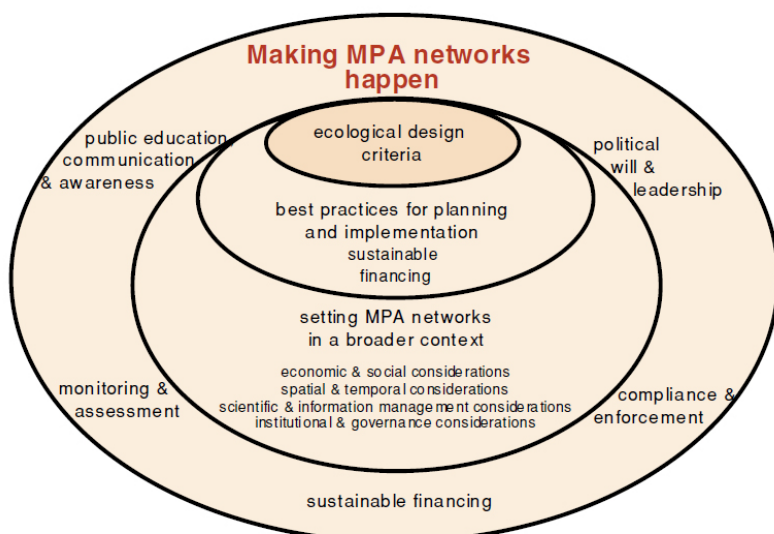 Making MPA networks
happen
public education,
communication
& awareness
ecological design
criteria
political
will &
leadership
best practices for planning
and implementation
sustainable
financing
setting MPA networks
in a broader context
economic & social considerations
spatial & temporal considerations
scientific & information management considerations
institutional & governance considerations
monitoring &
assessment
compliance &
enforcement
sustainable financing